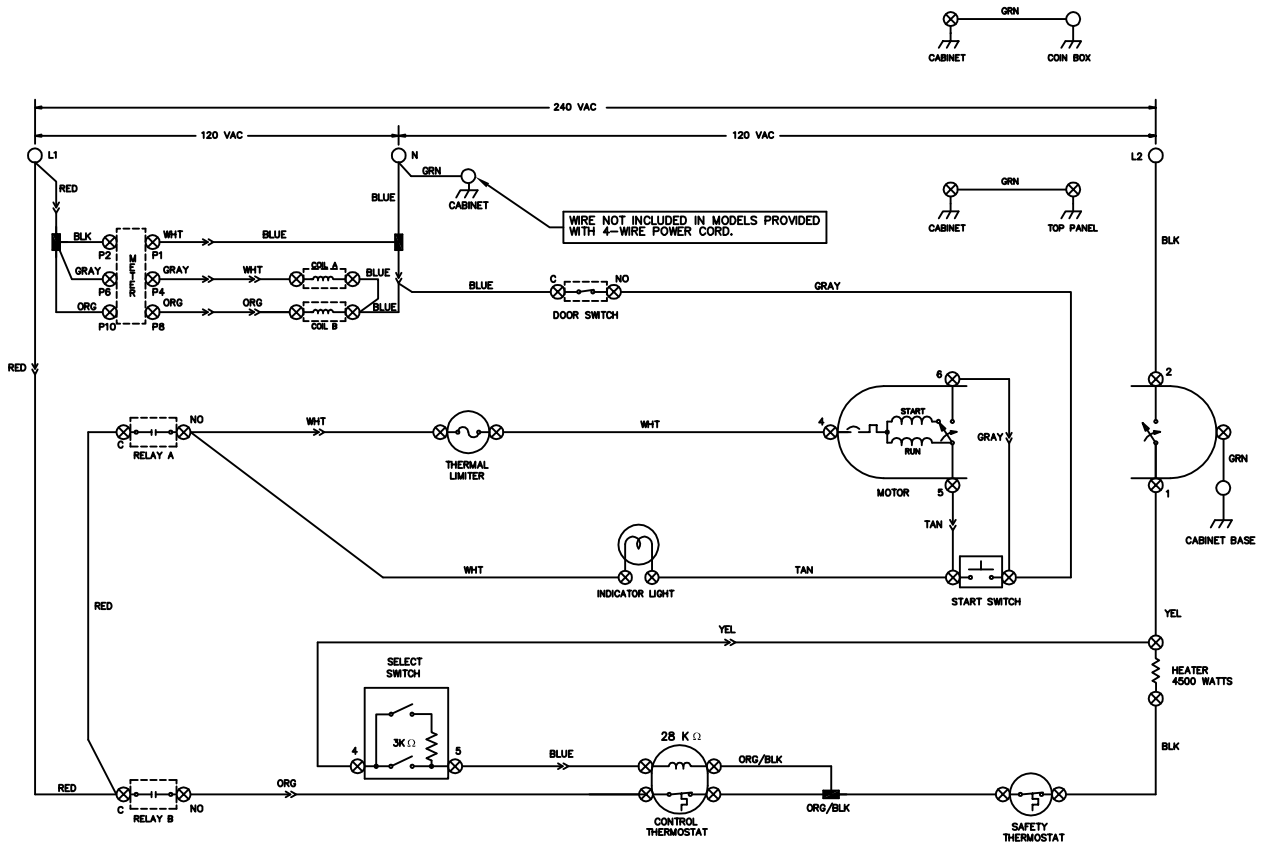 GRN
CABINET
COIN BOX
240 VAC
120 VAC
120 VAC
L1
N
L2
GRN
RED
CABINET
BLUE
GRN
CABINET
TOP PANEL
WIRE NOT INCLUDED IN MODELS PROVIDED
WITH 4-WIRE POWER CORD.
BLK
BLK
P2
METER
WHT
P1
BLUE
GRAY
P6
GRAY
P4
WHT
COIL A
BLUE
ORG
P10
ORG
P8
ORG
COIL B
BLUE
BLUE
C
NO
DOOR SWITCH
GRAY
RED
NO
C
RELAY A
WHT
THERMAL
LIMITER
WHT
4
6
START
RUN
GRAY
MOTOR
5
TAN
2
1
GRN
CABINET BASE
WHT
INDICATOR LIGHT
TAN
START SWITCH
RED
YEL
YEL
HEATER
4500 WATTS
SELECT
SWITCH
3K Ω
4
5
BLUE
28 K Ω
ORG/BLK
BLK
RED
C
NO
RELAY B
ORG
CONTROL
THERMOSTAT
ORG/BLK
SAFETY
THERMOSTAT